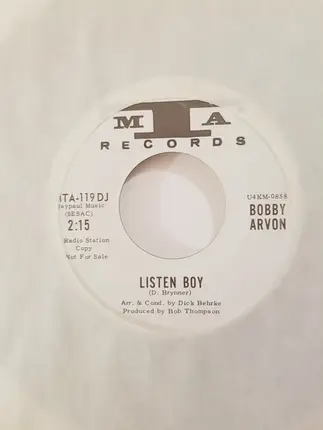 MTA
RECORDS
MTA-119 DJ
Jaypaul Music
(SESAC)
2:15
Radio Station
Copy
Not For Sale
U4KM-0858
BOBBY
ARVON
LISTEN BOY
(D. Brynner)
Arr. & Cond. by Dick Behrke
Produced by Bob Thompson